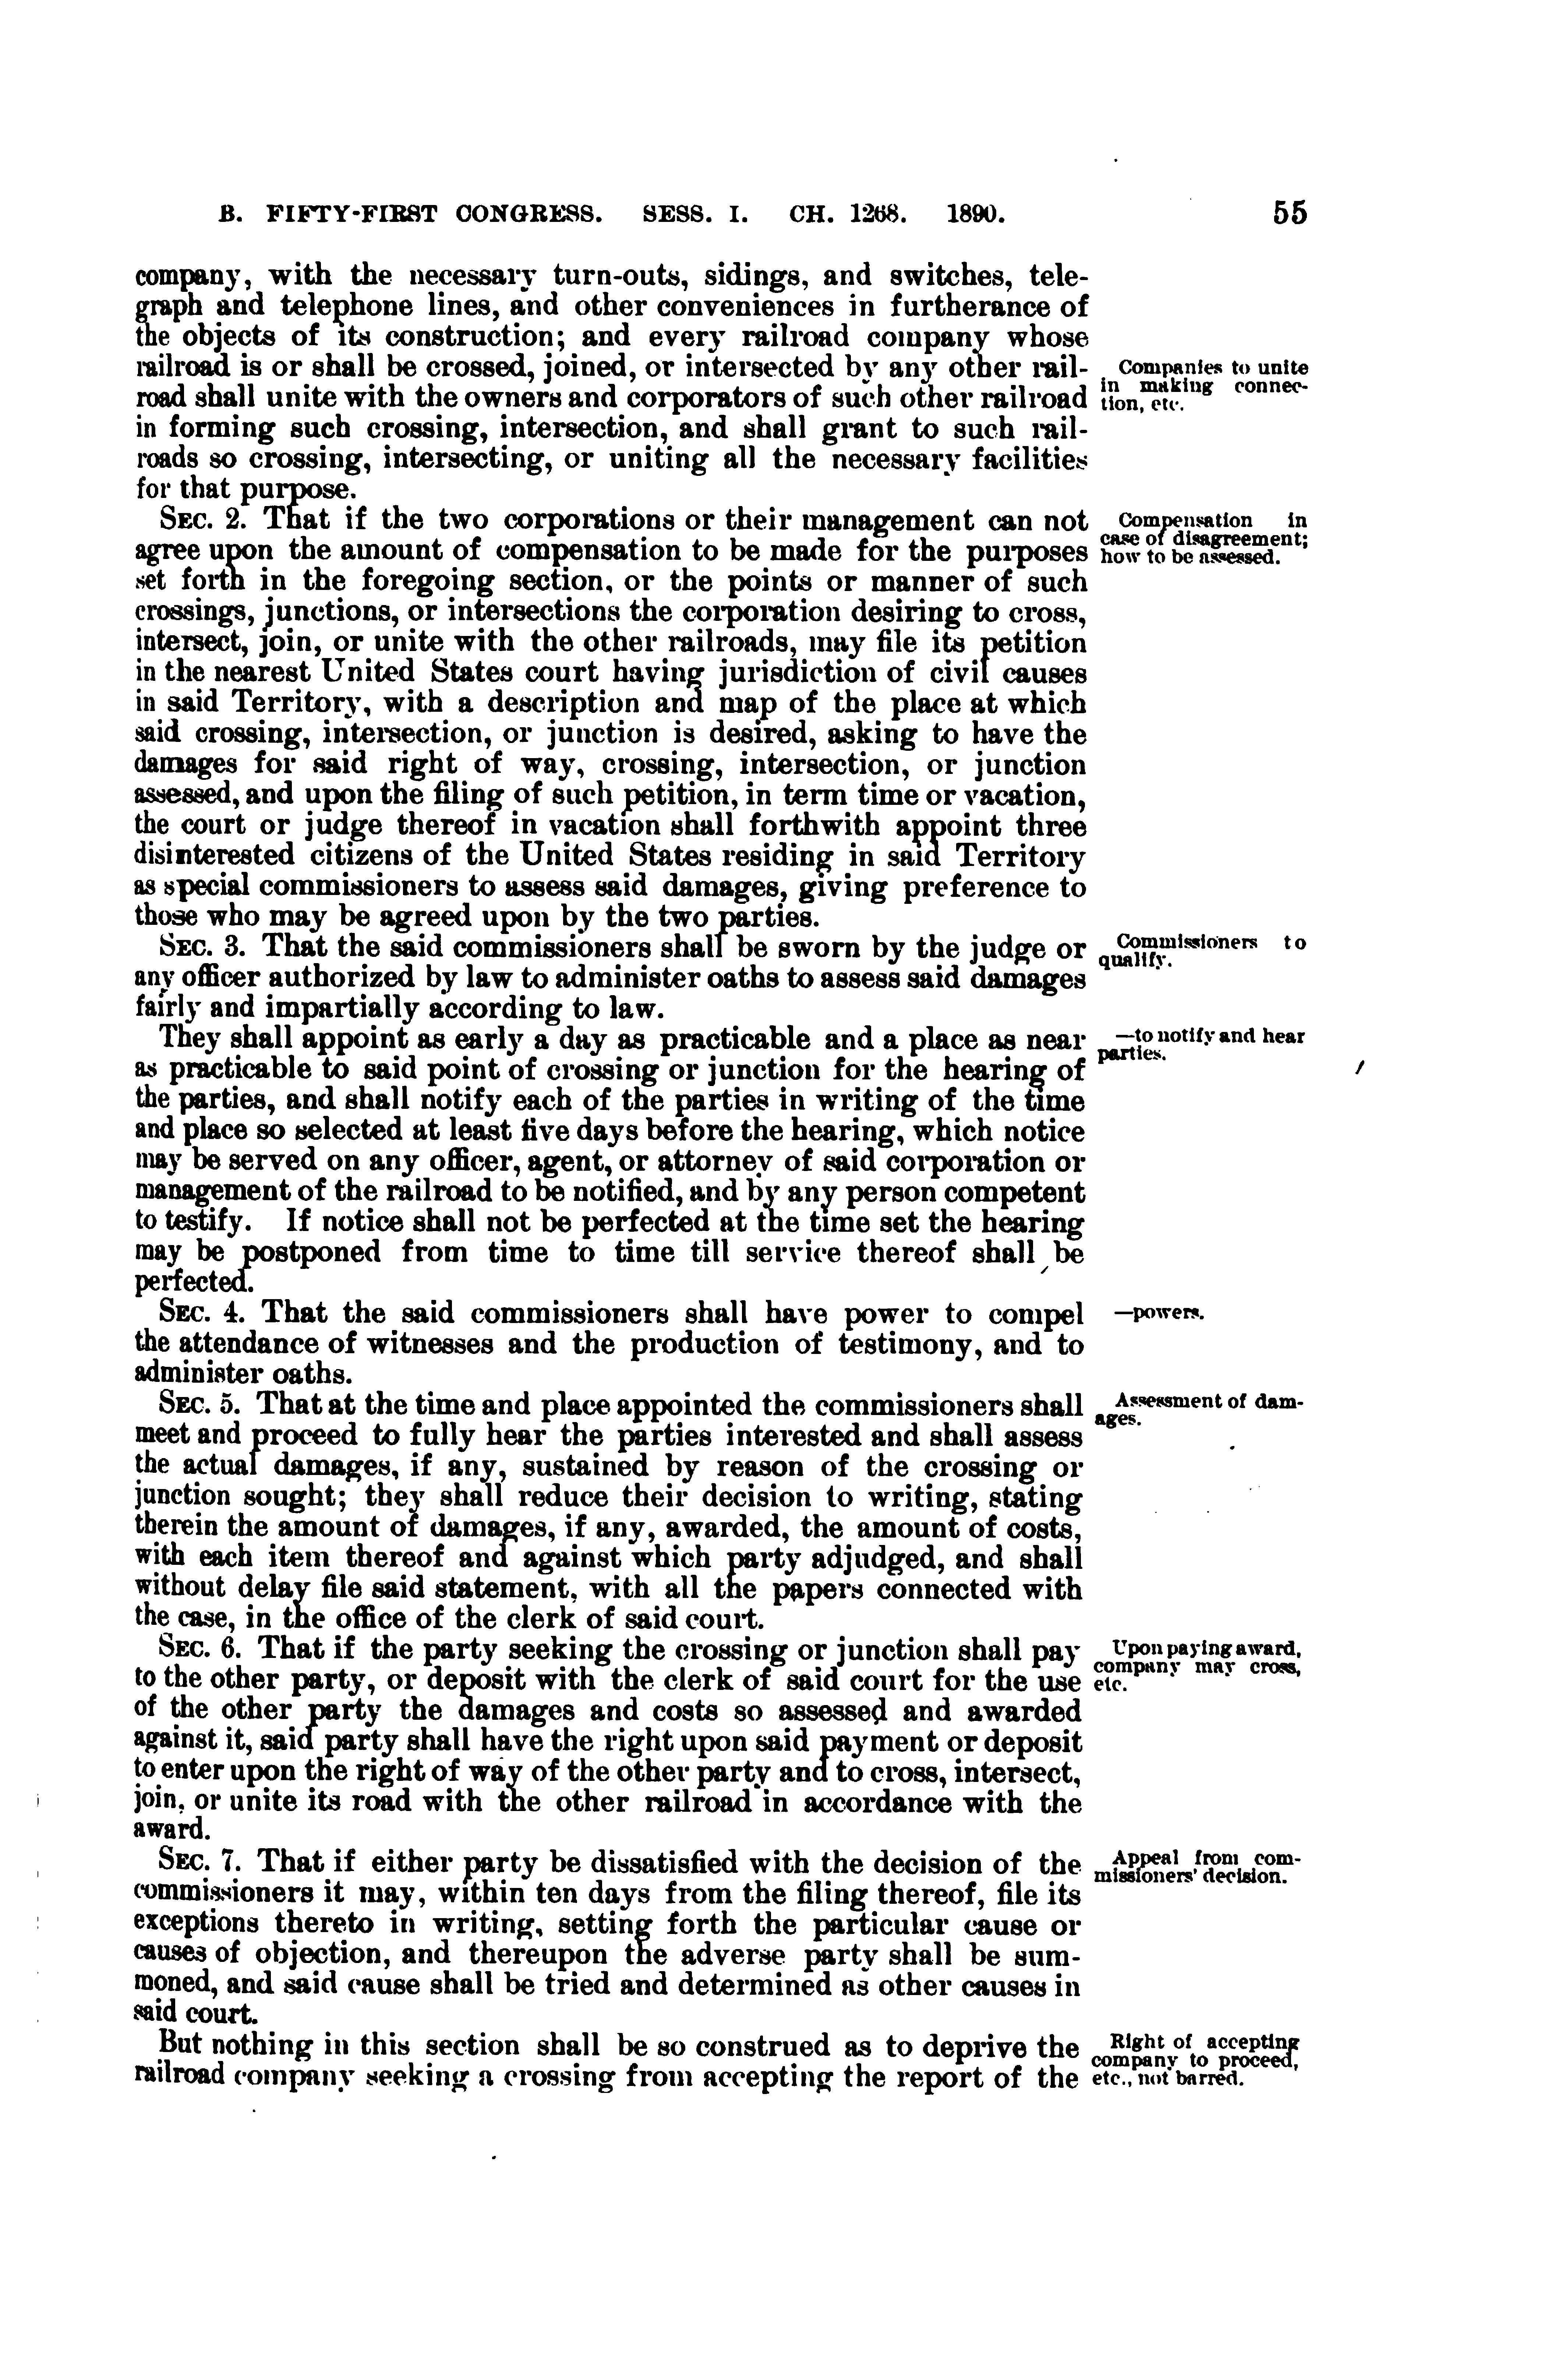 B. FIFTY-FIRST CONGRESS. SESS. I. CH. 1268. 1890. 55
company, with the necessary turn-outs, sidings, and switches, tele-
graph and telephone lines, and other conveniences in furtherance of
the objects of its construction; and every railroad company whose
railroad is or shall be crossed, joined, or intersected by any other rail-
road shall unite with the owners and corporators of such other railroad
in forming such crossing, intersection, and shall grant to such rail-
roads so crossing, intersecting, or uniting all the necessary facilities
for that purpose.
Companies to unite
in making connec-
tion, etc.
SEC. 2. That if the two corporations or their management can not
agree upon the amount of compensation to be made for the purposes
set forth in the foregoing section, or the points or manner of such
crossings, junctions, or intersections the corporation desiring to cross,
intersect, join, or unite with the other railroads, may file its petition
in the nearest United States court having jurisdiction of civil causes
in said Territory, with a description and map of the place at which
said crossing, intersection, or junction is desired, asking to have the
damages for said right of way, crossing, intersection, or junction
assessed, and upon the filing of such petition, in term time or vacation,
the court or judge thereof in vacation shall forthwith appoint three
disinterested citizens of the United States residing in said Territory
as special commissioners to assess said damages, giving preference to
those who may be agreed upon by the two parties.
Compensation in
case of disagreement;
how to be assessed.
SEC. 3. That the said commissioners shall be sworn by the judge or
any officer authorized by law to administer oaths to assess said damages
fairly and impartially according to law.
Commissioners to
qualify.
They shall appoint as early a day as practicable and a place as near
as practicable to said point of crossing or junction for the hearing of
the parties, and shall notify each of the parties in writing of the time
and place so selected at least five days before the hearing, which notice
may be served on any officer, agent, or attorney of said corporation or
management of the railroad to be notified, and by any person competent
to testify. If notice shall not be perfected at the time set the hearing
may be postponed from time to time till service thereof shall be
perfected.
—to notify and hear
parties.
SEC. 4. That the said commissioners shall have power to compel
the attendance of witnesses and the production of testimony, and to
administer oaths.
—powers.
SEC. 5. That at the time and place appointed the commissioners shall
meet and proceed to fully hear the parties interested and shall assess
the actual damages, if any, sustained by reason of the crossing or
junction sought; they shall reduce their decision to writing, stating
therein the amount of damages, if any, awarded, the amount of costs,
with each item thereof and against which party adjudged, and shall
without delay file said statement, with all the papers connected with
the case, in the office of the clerk of said court.
Assessment of dam-
ages.
SEC. 6. That if the party seeking the crossing or junction shall pay
to the other party, or deposit with the clerk of said court for the use
of the other party the damages and costs so assessed and awarded
against it, said party shall have the right upon said payment or deposit
to enter upon the right of way of the other party and to cross, intersect,
join, or unite its road with the other railroad in accordance with the
award.
Upon paying award,
company may cross,
etc.
SEC. 7. That if either party be dissatisfied with the decision of the
commissioners it may, within ten days from the filing thereof, file its
exceptions thereto in writing, setting forth the particular cause or
causes of objection, and thereupon the adverse party shall be sum-
moned, and said cause shall be tried and determined as other causes in
said court.
Appeal from com-
missioners' decision.
But nothing in this section shall be so construed as to deprive the
railroad company seeking a crossing from accepting the report of the
Right of accepting
company to proceed,
etc., not barred.